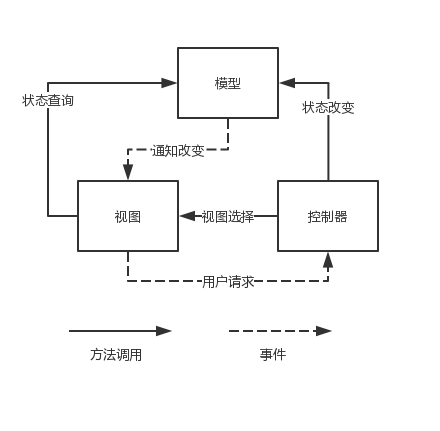 模型
状态查询
状态改变
通知改变
视图
视图选择
控制器
用户请求
方法调用
事件